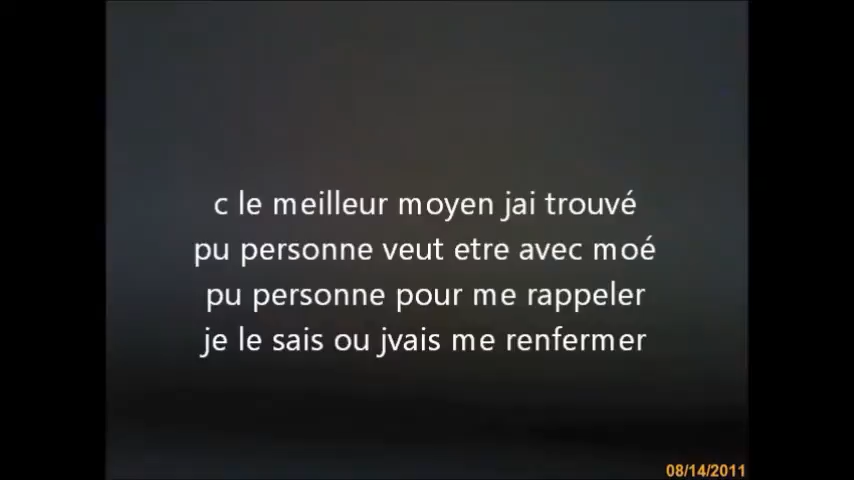 c le meilleur moyen jai trouvé
pu personne veut etre avec moé
pu personne pour me rappeler
je le sais ou jvais me renfermer
08/14/2011